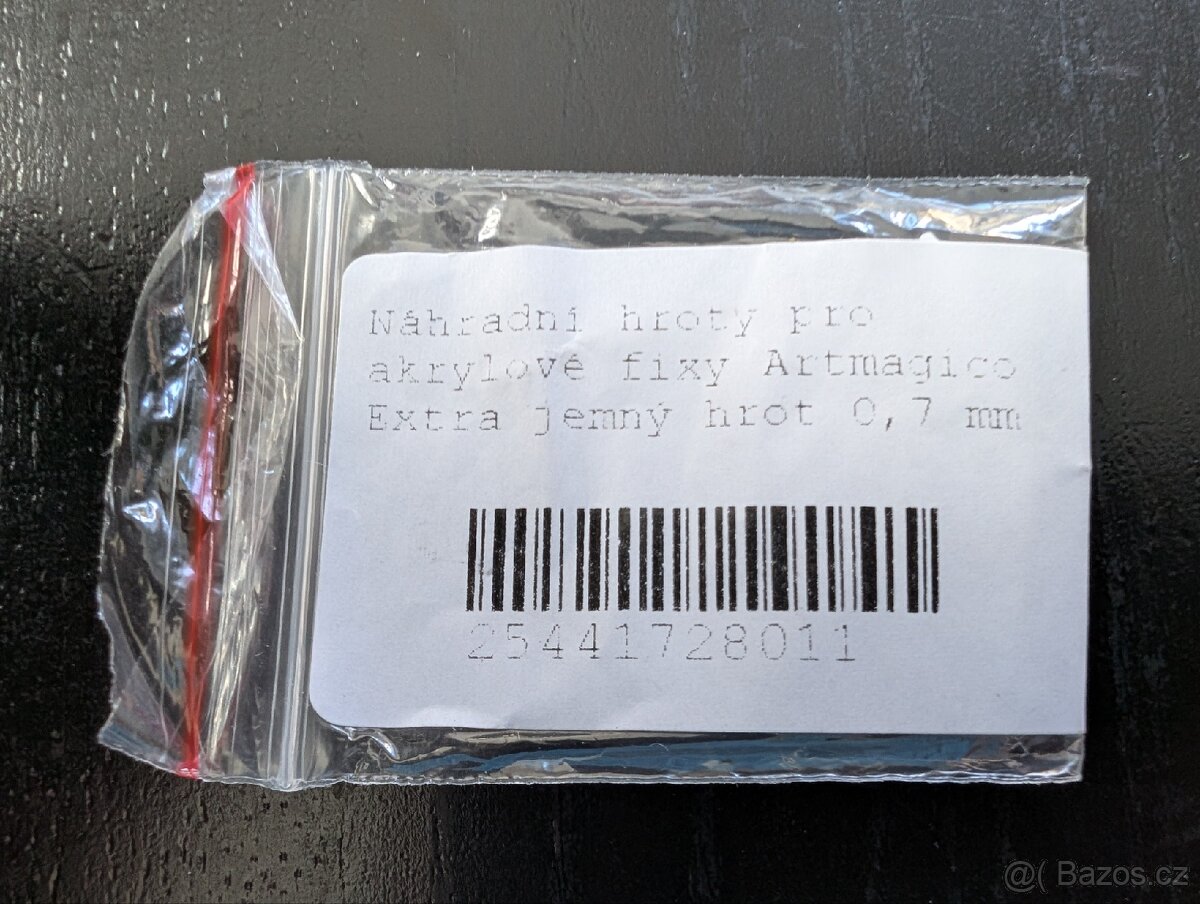 Náhradní hroty pro
akrylové fixy Artmagico
Extra jemný hrot 0,7 mm
25441728011
@( Bazos.cz